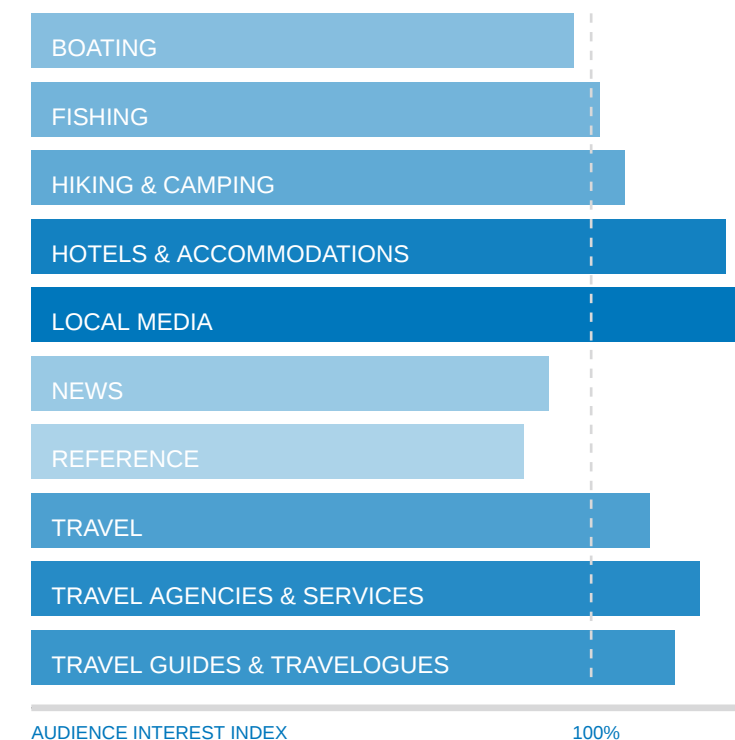 BOATING
FISHING
HIKING & CAMPING
HOTELS & ACCOMMODATIONS
LOCAL MEDIA
NEWS
REFERENCE
TRAVEL
TRAVEL AGENCIES & SERVICES
TRAVEL GUIDES & TRAVELOGUES
AUDIENCE INTEREST INDEX 100%